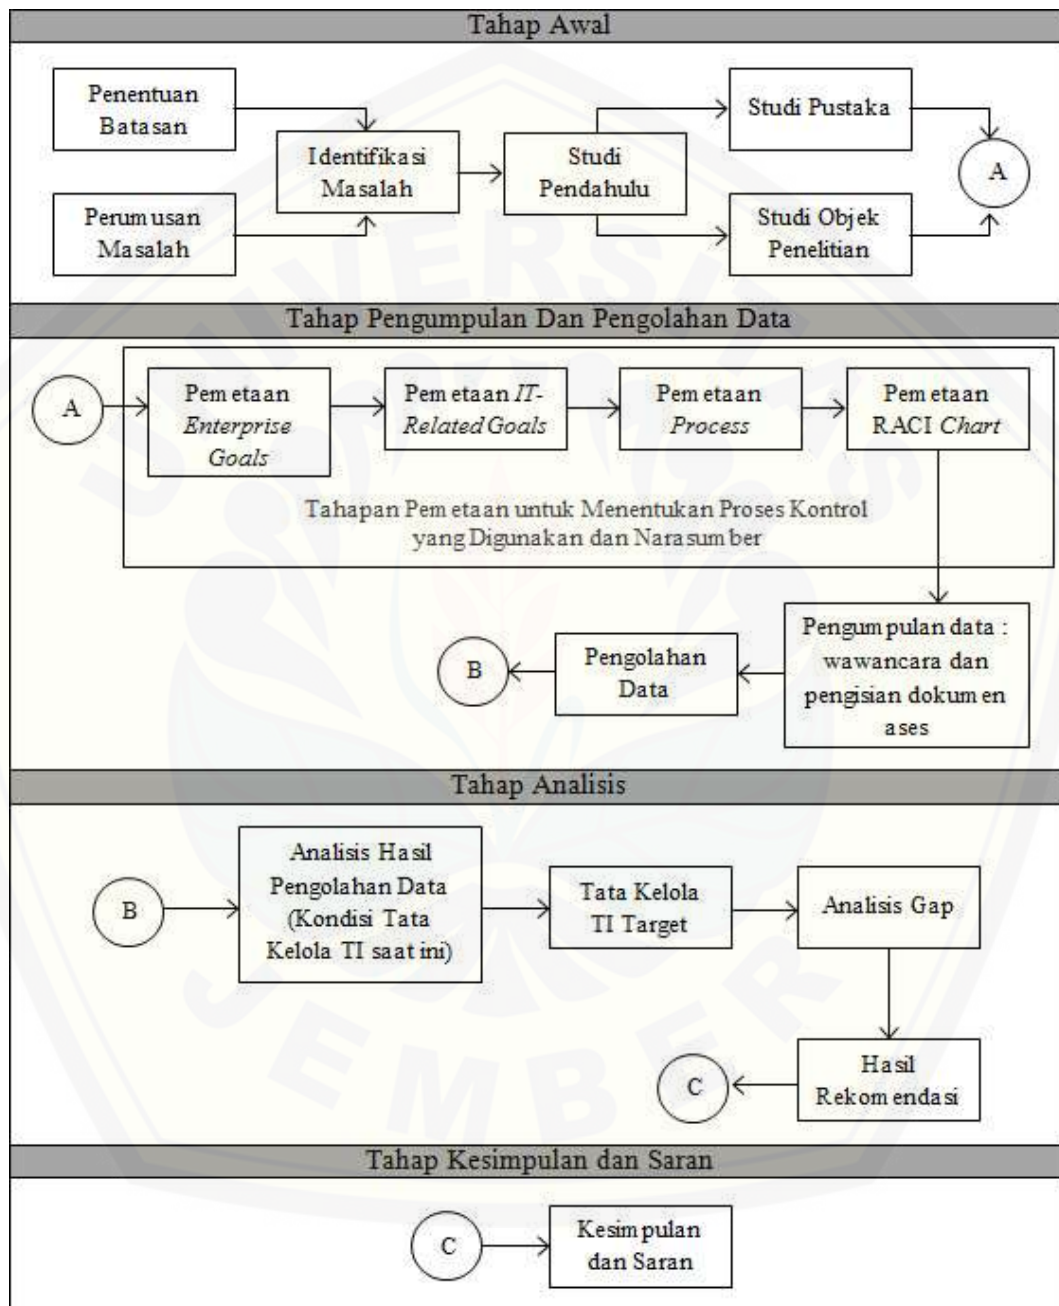 Tahap Awal
Penentuan
Batasan
Identifikasi
Masalah
Perumusan
Masalah
Studi
Pendahulu
Studi Pustaka
Studi Objek
Penelitian
A
Tahap Pengumpulan Dan Pengolahan Data
A
Pemetaan
Enterprise
Goals
Pemetaan IT-
Related Goals
Pemetaan
Process
Pemetaan
RACI Chart
Tahapan Pemetaan untuk Menentukan Proses Kontrol
yang Digunakan dan Narasumber
Pengumpulan data :
wawancara dan
pengisian dokumen
ases
Pengolahan
Data
B
Tahap Analisis
B
Analisis Hasil
Pengolahan Data
(Kondisi Tata
Kelola TI saat ini)
Tata Kelola
TI Target
Analisis Gap
Hasil
Rekomendasi
C
Tahap Kesimpulan dan Saran
C
Kesimpulan
dan Saran
UNIVERSITAS
JEMBER